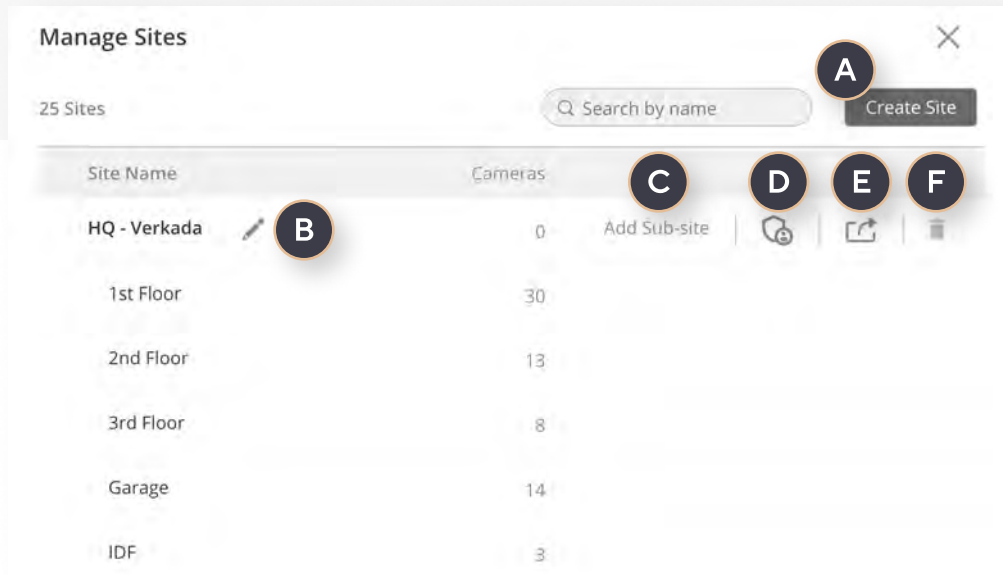 Manage Sites
A
25 Sites
Search by name
Create Site
Site Name
Cameras
C
D
E
F
HQ - Verkada
B
0
Add Sub-site
1st Floor
30
2nd Floor
13
3rd Floor
8
Garage
14
IDF
3